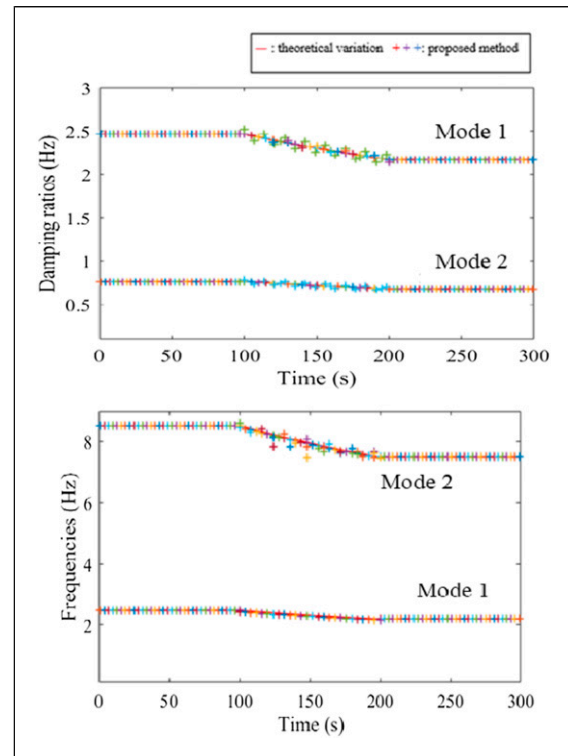 — : theoretical variation + + + : proposed method
3
2.5
2
1.5
1
0.5
Damping ratios (Hz)
Mode 1
Mode 2
0 50 100 150 200 250 300
Time (s)
8
6
4
2
Frequencies (Hz)
Mode 2
Mode 1
0 50 100 150 200 250 300
Time (s)